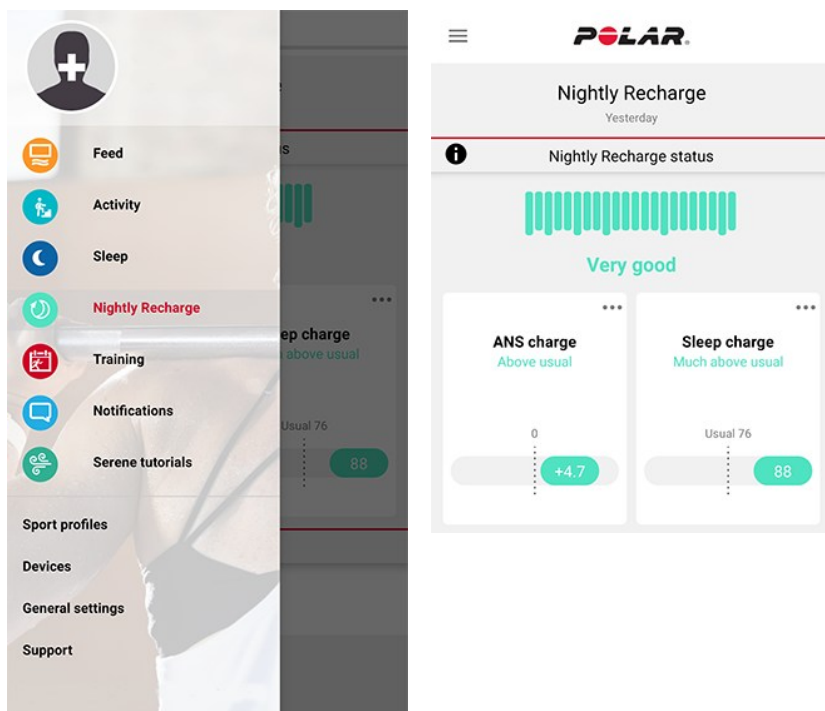 Feed
Activity
Sleep
Nightly Recharge
Training
Notifications
Serene tutorials
Sport profiles
Devices
General settings
Support
s
ep charge
above usual
Usual 76
88
POLAR.
Nightly Recharge
Yesterday
Nightly Recharge status
Very good
ANS charge
Above usual
0
+4.7
Sleep charge
Much above usual
Usual 76
88